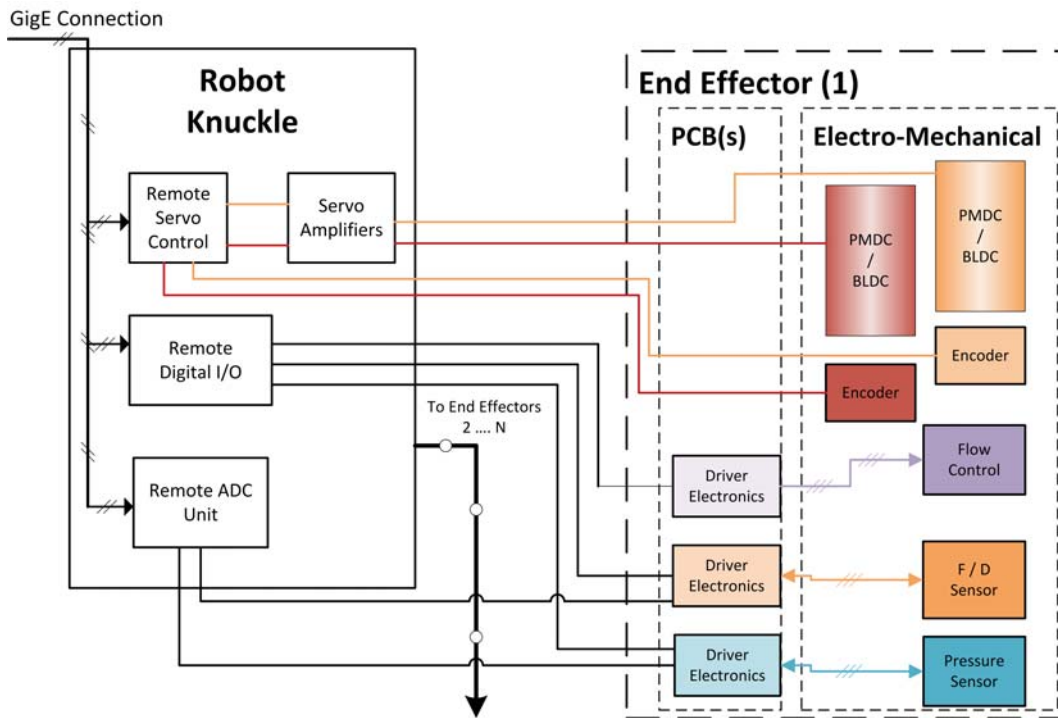 GigE Connection
Robot
Knuckle
End Effector (1)
PCB(s)
Electro-Mechanical
Remote
Servo
Control
Servo
Amplifiers
PMDC
/
BLDC
PMDC
/
BLDC
Remote
Digital I/O
Encoder
Encoder
To End Effectors
2 .... N
Flow
Control
Driver
Electronics
Remote ADC
Unit
Driver
Electronics
F / D
Sensor
Driver
Electronics
Pressure
Sensor